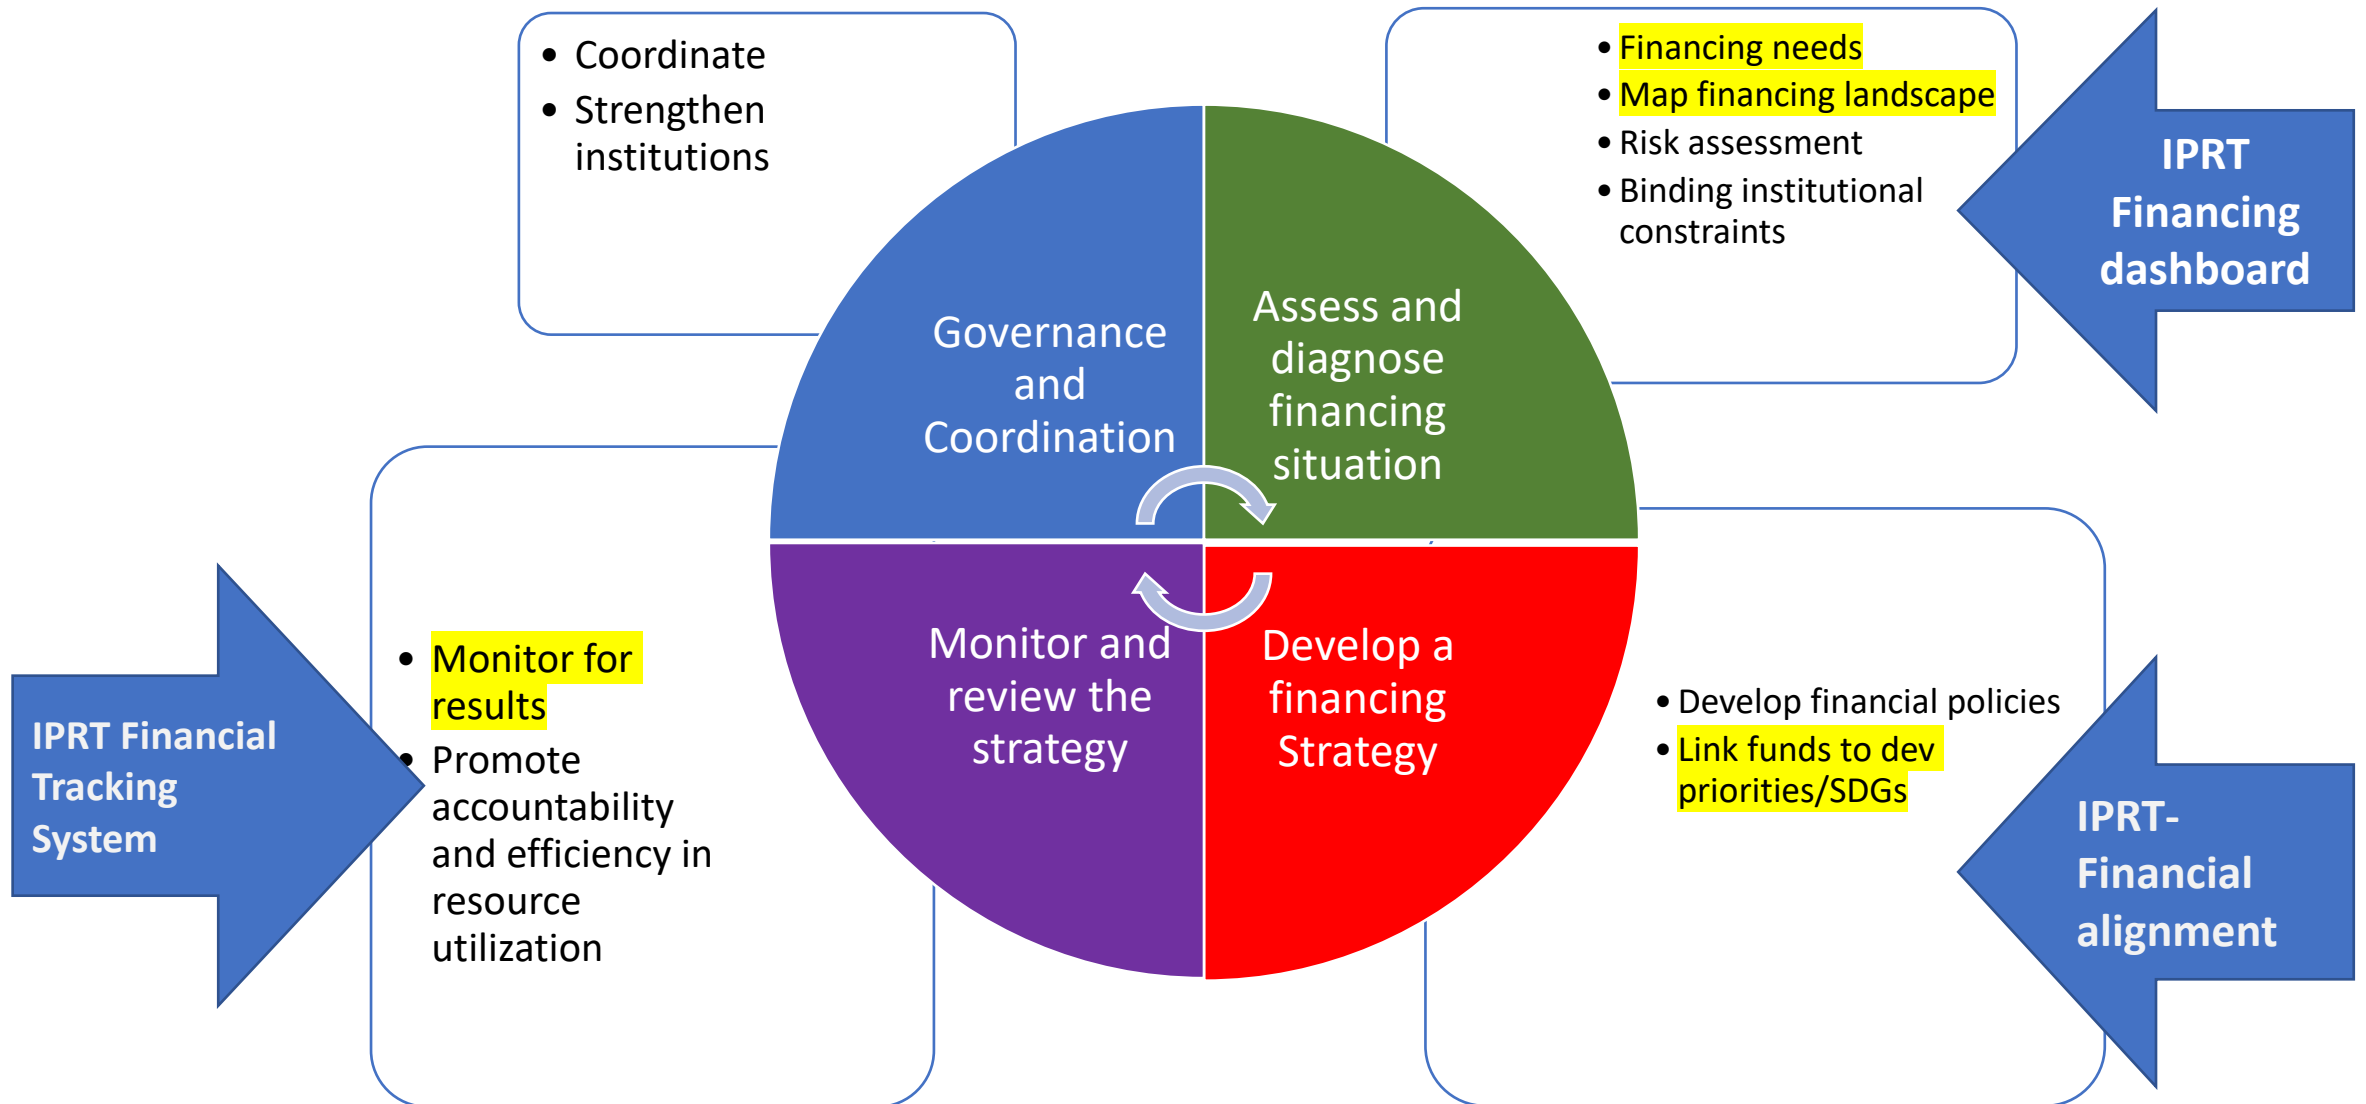 • Coordinate
• Strengthen
institutions
• Financing needs
• Map financing landscape
• Risk assessment
• Binding institutional
constraints
IPRT
Financing
dashboard
Governance
and
Coordination
Assess and
diagnose
financing
situation
IPRT Financial
Tracking
System
• Monitor for
results
• Promote
accountability
and efficiency in
resource
utilization
Monitor and
review the
strategy
Develop a
financing
Strategy
• Develop financial policies
• Link funds to dev
priorities/SDGs
IPRT-
Financial
alignment